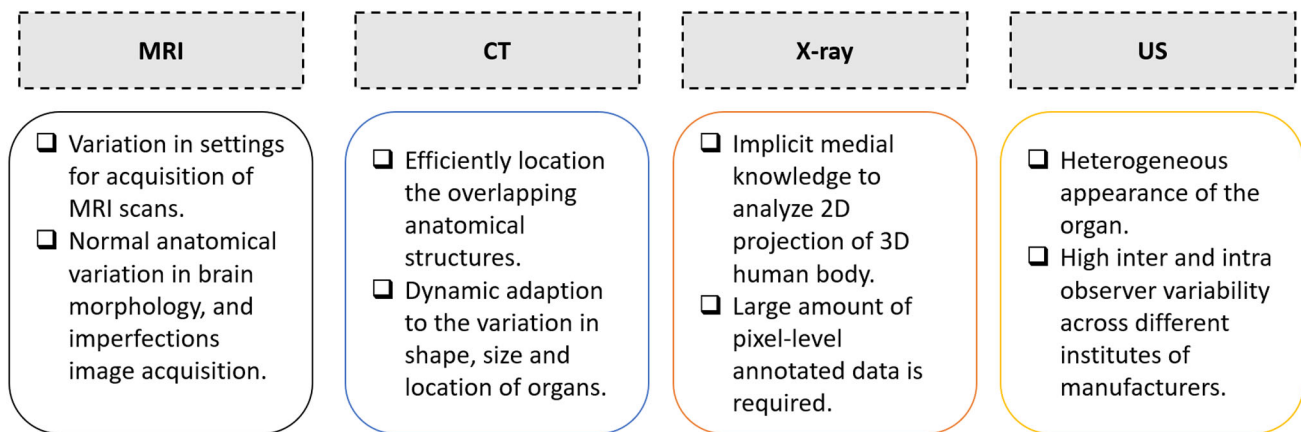 MRI
CT
X-ray
US
Variation in settings
for acquisition of
MRI scans.
Normal anatomical
variation in brain
morphology, and
imperfections
image acquisition.
Efficiently location
the overlapping
anatomical
structures.
Dynamic adaption
to the variation in
shape, size and
location of organs.
Implicit medial
knowledge to
analyze 2D
projection of 3D
human body.
Large amount of
pixel-level
annotated data is
required.
Heterogeneous
appearance of the
organ.
High inter and intra
observer variability
across different
institutes of
manufacturers.